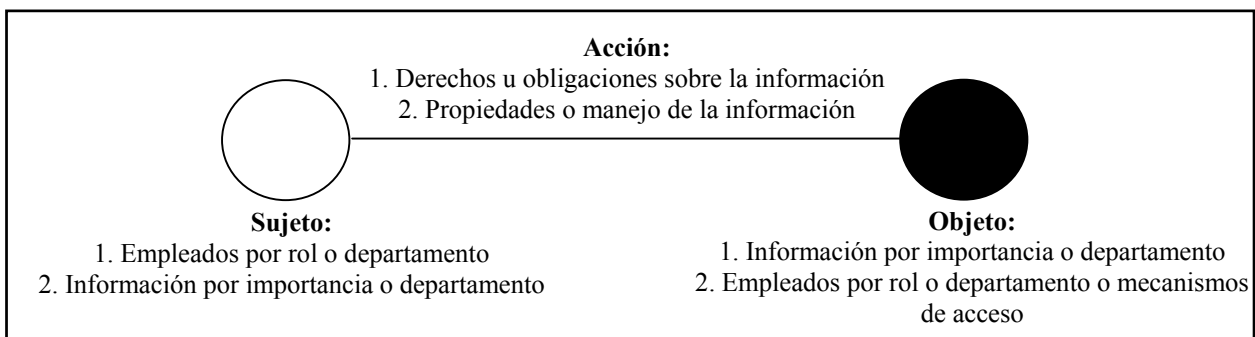 Acción:
1. Derechos u obligaciones sobre la información
2. Propiedades o manejo de la información
Sujeto:
1. Empleados por rol o departamento
2. Información por importancia o departamento
Objeto:
1. Información por importancia o departamento
2. Empleados por rol o departamento o mecanismos
de acceso